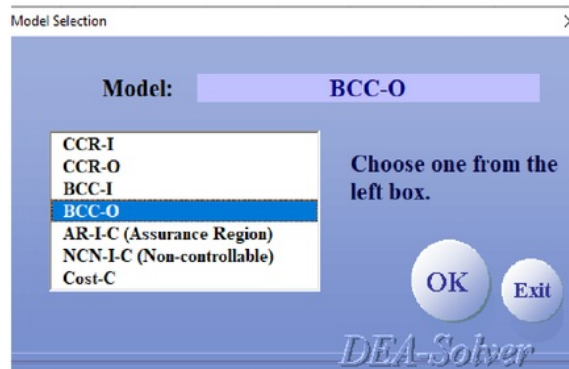 Model Selection
Model: BCC-O
CCR-I
CCR-O
BCC-I
BCC-O
AR-I-C (Assurance Region)
NCN-I-C (Non-controllable)
Cost-C
Choose one from the
left box.
OK Exit
DEA-Solver